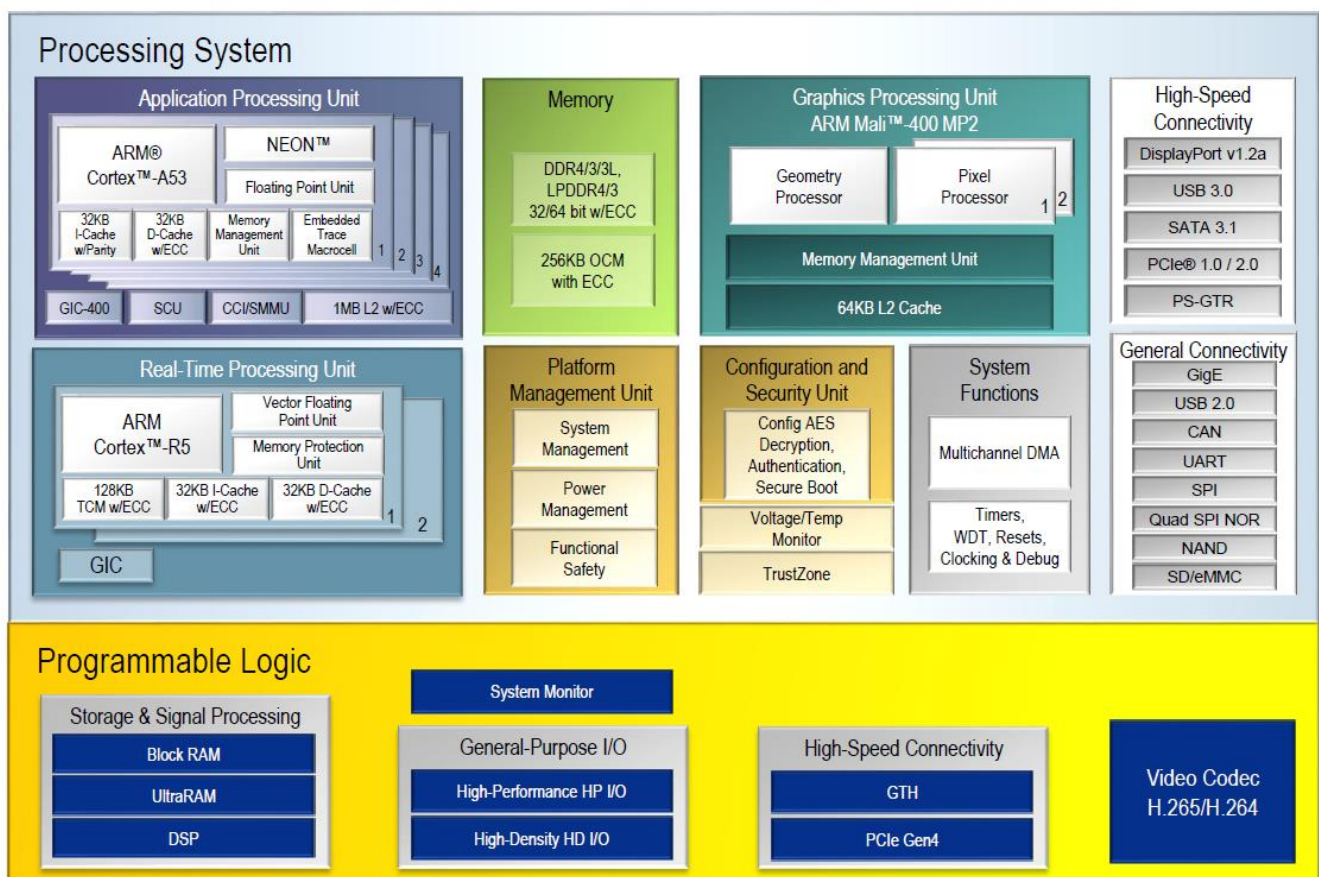 Processing System
Application Processing Unit
ARM®
Cortex™-A53
NEON™
Floating Point Unit
32KB
I-Cache
w/Parity
32KB
D-Cache
w/ECC
Memory
Management
Unit
Embedded
Trace
Macrocell
1
2
3
4
GIC-400
SCU
CCI/SMMU
1MB L2 w/ECC
Memory
DDR4/3/3L,
LPDDR4/3
32/64 bit w/ECC
256KB OCM
with ECC
Graphics Processing Unit
ARM Mali™-400 MP2
Geometry
Processor
Pixel
Processor
1
2
Memory Management Unit
64KB L2 Cache
High-Speed
Connectivity
DisplayPort v1.2a
USB 3.0
SATA 3.1
PCIe® 1.0 / 2.0
PS-GTR
Real-Time Processing Unit
ARM
Cortex™-R5
Vector Floating
Point Unit
Memory Protection
Unit
128KB
TCM w/ECC
32KB I-Cache
w/ECC
32KB D-Cache
w/ECC
1
2
GIC
Platform
Management Unit
System
Management
Power
Management
Functional
Safety
Configuration and
Security Unit
Config AES
Decryption,
Authentication,
Secure Boot
Voltage/Temp
Monitor
TrustZone
System
Functions
Multichannel DMA
Timers,
WDT, Resets,
Clocking & Debug
General Connectivity
GigE
USB 2.0
CAN
UART
SPI
Quad SPI NOR
NAND
SD/eMMC
Programmable Logic
Storage & Signal Processing
Block RAM
UltraRAM
DSP
System Monitor
General-Purpose I/O
High-Performance HP I/O
High-Density HD I/O
High-Speed Connectivity
GTH
PCIe Gen4
Video Codec
H.265/H.264